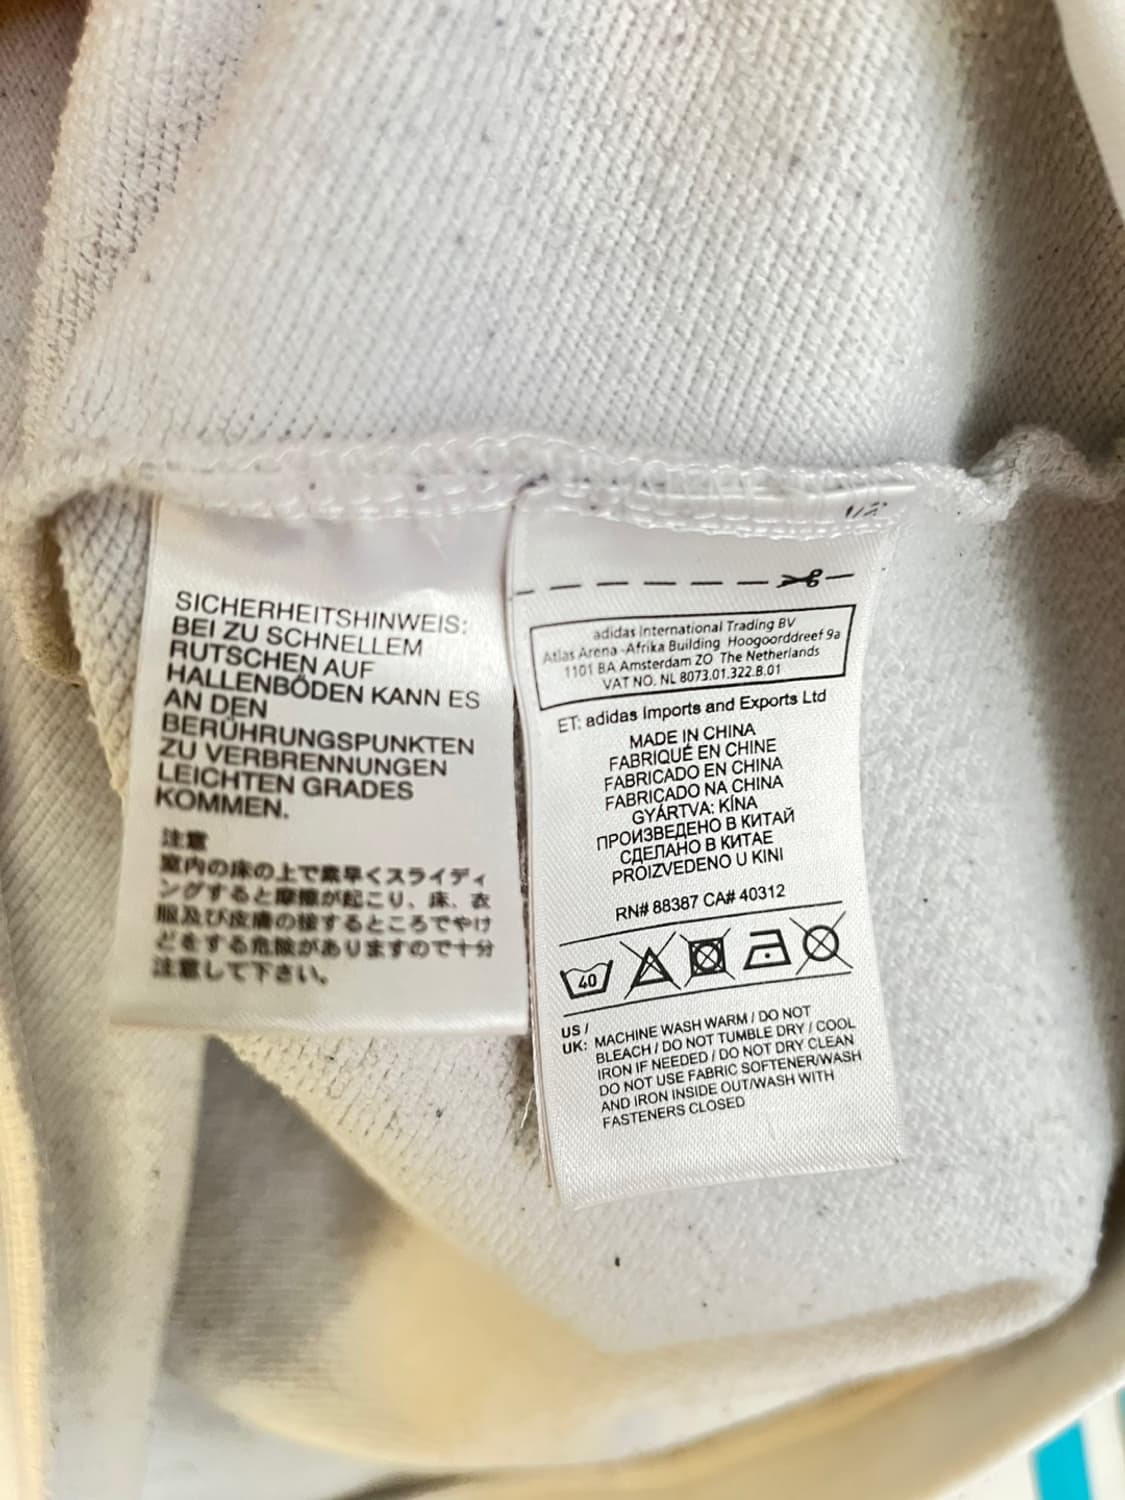 SICHERHEITSHINWEIS:
BEI ZU SCHNELLEM
RUTSCHEN AUF
HALLENBÖDEN KANN ES
AN DEN
BERÜHRUNGSPUNKTEN
ZU VERBRENNUNGEN
LEICHTEN GRADES
KOMMEN.
注意
室内の床の上で素早くスライディ
ングすると摩擦が起こり、床、衣
服及び皮膚の接するところでやけ
どをする危険がありますので十分
注意して下さい。
adidas International Trading BV
Atlas Arena -Afrika Building Hoogoorddreef 9a
1101 BA Amsterdam ZO The Netherlands
VAT NO. NL 8073.01.322.B.01
ET: adidas Imports and Exports Ltd
MADE IN CHINA
FABRIQUÉ EN CHINE
FABRICADO EN CHINA
FABRICADO NA CHINA
GYÁRTVA: KÍNA
ПРОИЗВЕДЕНО В КИТАЙ
СДЕЛАНО В КИТАЕ
PROIZVEDENO U KINI
RN# 88387 CA# 40312
40
US /
UK: MACHINE WASH WARM / DO NOT
BLEACH / DO NOT TUMBLE DRY / COOL
IRON IF NEEDED / DO NOT DRY CLEAN
DO NOT USE FABRIC SOFTENER/WASH
AND IRON INSIDE OUT/WASH WITH
FASTENERS CLOSED